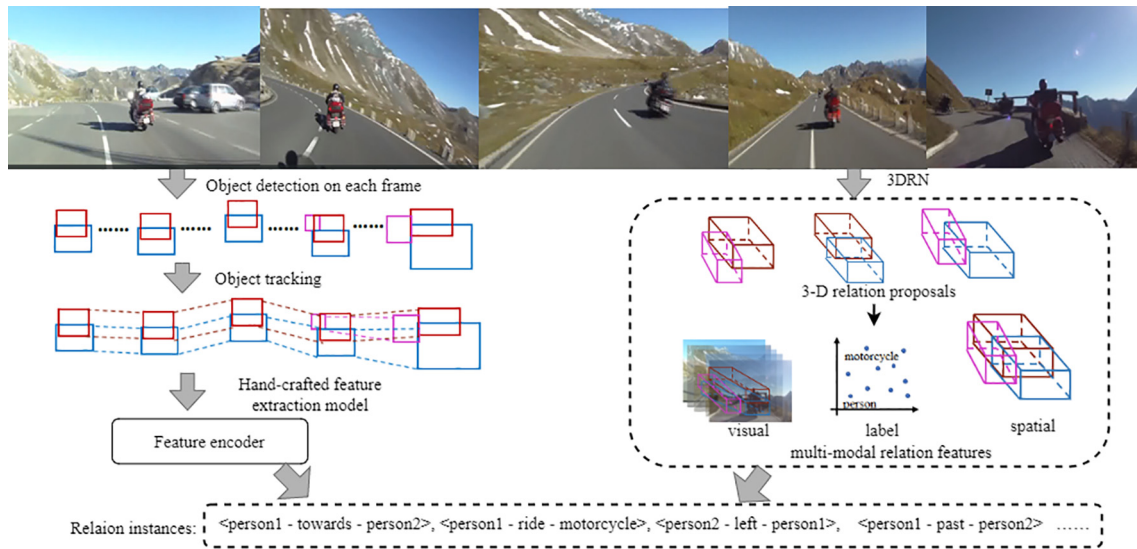 Object detection on each frame
3DRN
Object tracking
3-D relation proposals
Hand-crafted feature
extraction model
motorcycle
person
Feature encoder
visual
label
spatial
multi-modal relation features
Relaion instances:
<person1 - towards - person2>, <person1 - ride - motorcycle>, <person2 - left - person1>, <person1 - past - person2> ......